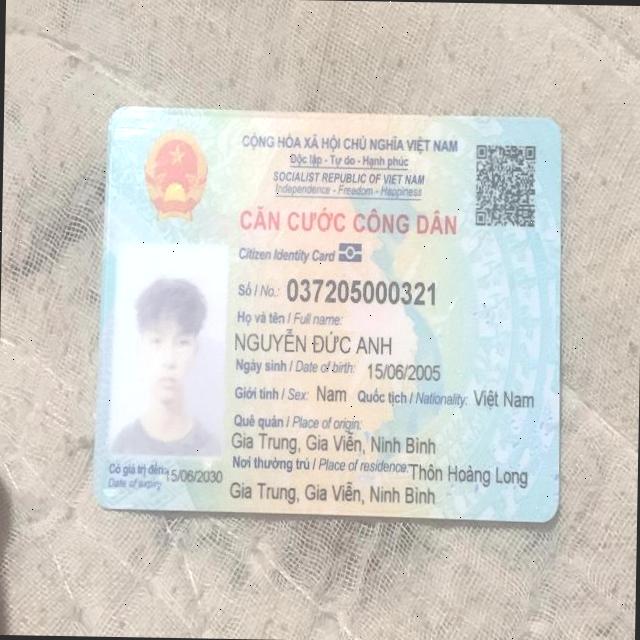 CỘNG HÒA XÃ HỘI CHỦ NGHĨA VIỆT NAM
Độc lập - Tự do - Hạnh phúc
SOCIALIST REPUBLIC OF VIET NAM
Independence - Freedom - Happiness
CĂN CƯỚC CÔNG DÂN
Citizen Identity Card
Số / No.: 037205000321
Họ và tên / Full name:
NGUYỄN ĐỨC ANH
Ngày sinh / Date of birth: 15/06/2005
Giới tính / Sex: Nam Quốc tịch / Nationality: Việt Nam
Quê quán / Place of origin:
Gia Trung, Gia Viễn, Ninh Bình
Nơi thường trú / Place of residence: Thôn Hoàng Long
Gia Trung, Gia Viễn, Ninh Bình
Có giá trị đến: 15/06/2030
Date of expiry